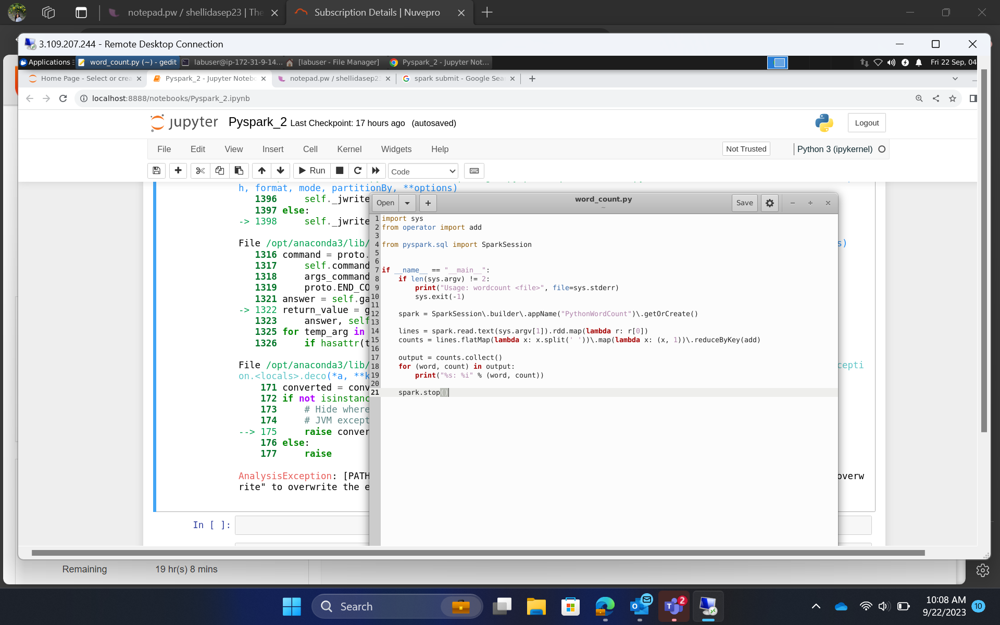 notepad.pw / shellidasep23 | The
Subscription Details | Nuvepro
3.109.207.244 - Remote Desktop Connection
Applications
word_count.py (~) - gedit
labuser@ip-172-31-9-14...
[labuser - File Manager]
Pyspark_2 - Jupyter Not...
Fri 22 Sep, 04
Home Page - Select or crea
Pyspark_2 - Jupyter Notebo
notepad.pw / shellidasep23
spark submit - Google Sea
localhost:8888/notebooks/Pyspark_2.ipynb
jupyter Pyspark_2 Last Checkpoint: 17 hours ago (autosaved)
Logout
File Edit View Insert Cell Kernel Widgets Help
Not Trusted
Python 3 (ipykernel)
Run
Code
h, format, mode, partitionBy, **options)
1396 self._jwrite
1397 else:
-> 1398 self._jwrite
File /opt/anaconda3/lib/
s)
1316 command = proto.
1317 self.command
1318 args_command
1319 proto.END_CO
1321 answer = self.ga
-> 1322 return_value = g
1323 answer, self
1325 for temp_arg in
1326 if hasattr(t
File /opt/anaconda3/lib/
cepti
on.<locals>.deco(*a, **k
171 converted = conv
172 if not isinstanc
173 # Hide where
174 # JVM except
--> 175 raise conver
176 else:
177 raise
AnalysisException: [PATH
overw
rite" to overwrite the e
In [ ]:
Open
word_count.py
~
Save
1 import sys
2 from operator import add
3
4 from pyspark.sql import SparkSession
5
6
7 if __name__ == "__main__":
8 if len(sys.argv) != 2:
9 print("Usage: wordcount <file>", file=sys.stderr)
10 sys.exit(-1)
11
12 spark = SparkSession\.builder\.appName("PythonWordCount")\.getOrCreate()
13
14 lines = spark.read.text(sys.argv[1]).rdd.map(lambda r: r[0])
15 counts = lines.flatMap(lambda x: x.split(' '))\.map(lambda x: (x, 1))\.reduceByKey(add)
16
17 output = counts.collect()
18 for (word, count) in output:
19 print("%s: %i" % (word, count))
20
21 spark.stop()
Remaining 19 hr(s) 8 mins
Search
2
10:08 AM
9/22/2023
10